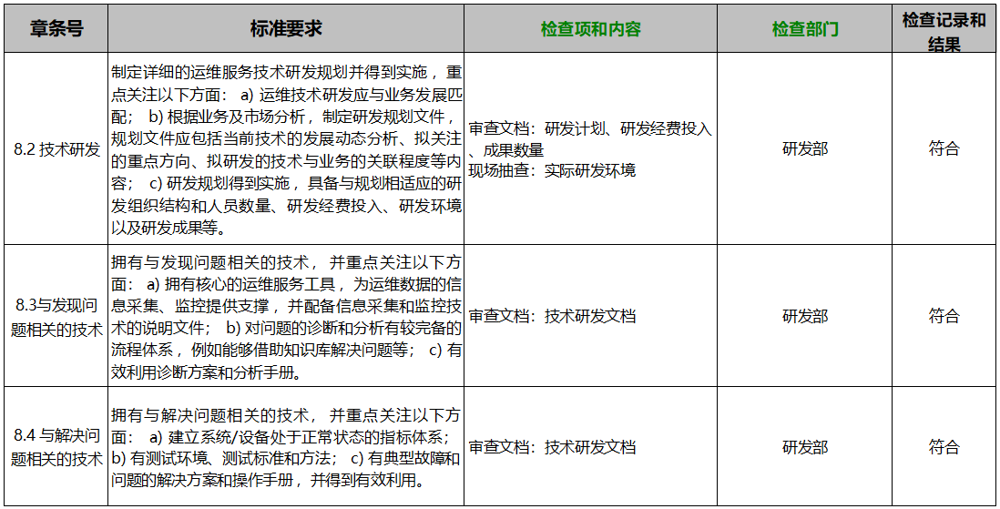 章条号
标准要求
检查项和内容
检查部门
检查记录和
结果
8.2 技术研发
制定详细的运维服务技术研发规划并得到实施，重
点关注以下方面： a) 运维技术研发应与业务发展匹
配； b) 根据业务及市场分析，制定研发规划文件，
规划文件应包括当前技术的发展动态分析、拟关注
的重点方向、拟研发的技术与业务的关联程度等内
容； c) 研发规划得到实施，具备与规划相适应的研
发组织结构和人员数量、研发经费投入、研发环境
以及研发成果等。
审查文档：研发计划、研发经费投入
、成果数量
现场抽查：实际研发环境
研发部
符合
8.3与发现问
题相关的技术
拥有与发现问题相关的技术，并重点关注以下方
面： a) 拥有核心的运维服务工具，为运维数据的信
息采集、监控提供支撑，并配备信息采集和监控技
术的说明文件； b) 对问题的诊断和分析有较完备的
流程体系，例如能够借助知识库解决问题等； c) 有
效利用诊断方案和分析手册。
审查文档：技术研发文档
研发部
符合
8.4 与解决问
题相关的技术
拥有与解决问题相关的技术，并重点关注以下方
面： a) 建立系统/设备处于正常状态的指标体系；
b) 有测试环境、测试标准和方法； c) 有典型故障和
问题的解决方案和操作手册，并得到有效利用。
审查文档：技术研发文档
研发部
符合